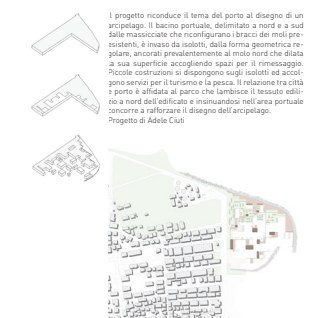 l progetto riconduce il tema del porto al disegno di un
arcipelago. Il bacino portuale, delimitato a nord e a sud
dalle massicciate che riconfigurano i bracci dei moli pre-
esistenti, è invaso da isolotti, dalla forma geometrica re-
golare, ancorati prevalentemente al molo nord che dilata
la sua superficie accogliendo spazi per il rimessaggio.
Piccole costruzioni si dispongono sugli isolotti ed accol-
gono servizi per il turismo e la pesca. Il relazione tra città
e porto è affidata al parco che lambisce il tessuto edili-
zio a nord dell'edificato e insinuandosi nell'area portuale
concorre a rafforzare il disegno dell'arcipelago.
Progetto di Adele Ciuti